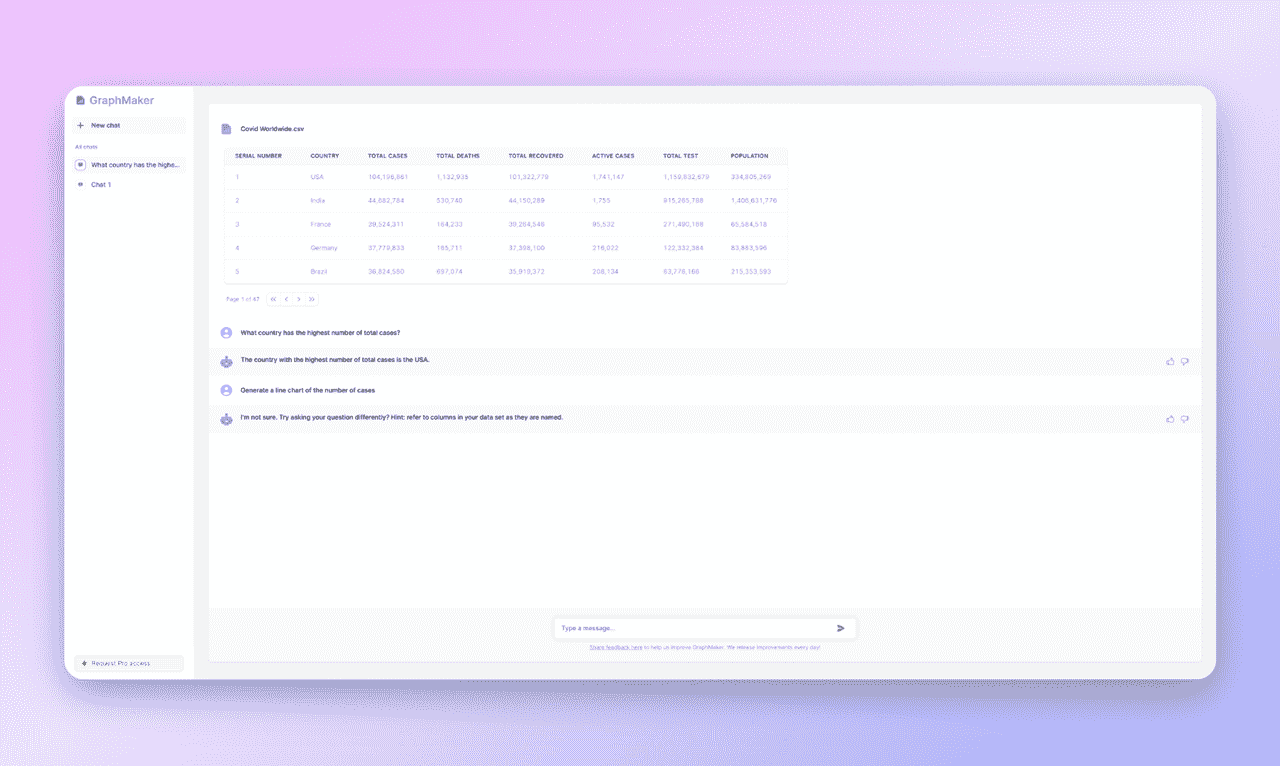 GraphMaker
New chat
All chats
What country has the highe...
Chat 1
Request Pro access
Covid Worldwide.csv
SERIAL NUMBER COUNTRY TOTAL CASES TOTAL DEATHS TOTAL RECOVERED ACTIVE CASES TOTAL TEST POPULATION
1 USA 104,196,861 1,132,935 101,322,779 1,741,147 1,159,832,679 334,805,269
2 India 44,682,784 530,740 44,150,289 1,755 915,265,788 1,406,631,776
3 France 39,524,311 164,233 39,264,546 95,532 271,490,188 65,584,518
4 Germany 37,779,833 165,711 37,398,100 216,022 122,332,384 83,883,596
5 Brazil 36,824,580 697,074 35,919,372 208,134 63,776,166 215,353,593
Page 1 of 47
What country has the highest number of total cases?
The country with the highest number of total cases is the USA.
Generate a line chart of the number of cases
I'm not sure. Try asking your question differently? Hint: refer to columns in your data set as they are named.
Type a message...
Share feedback here to help us improve GraphMaker. We release improvements every day!